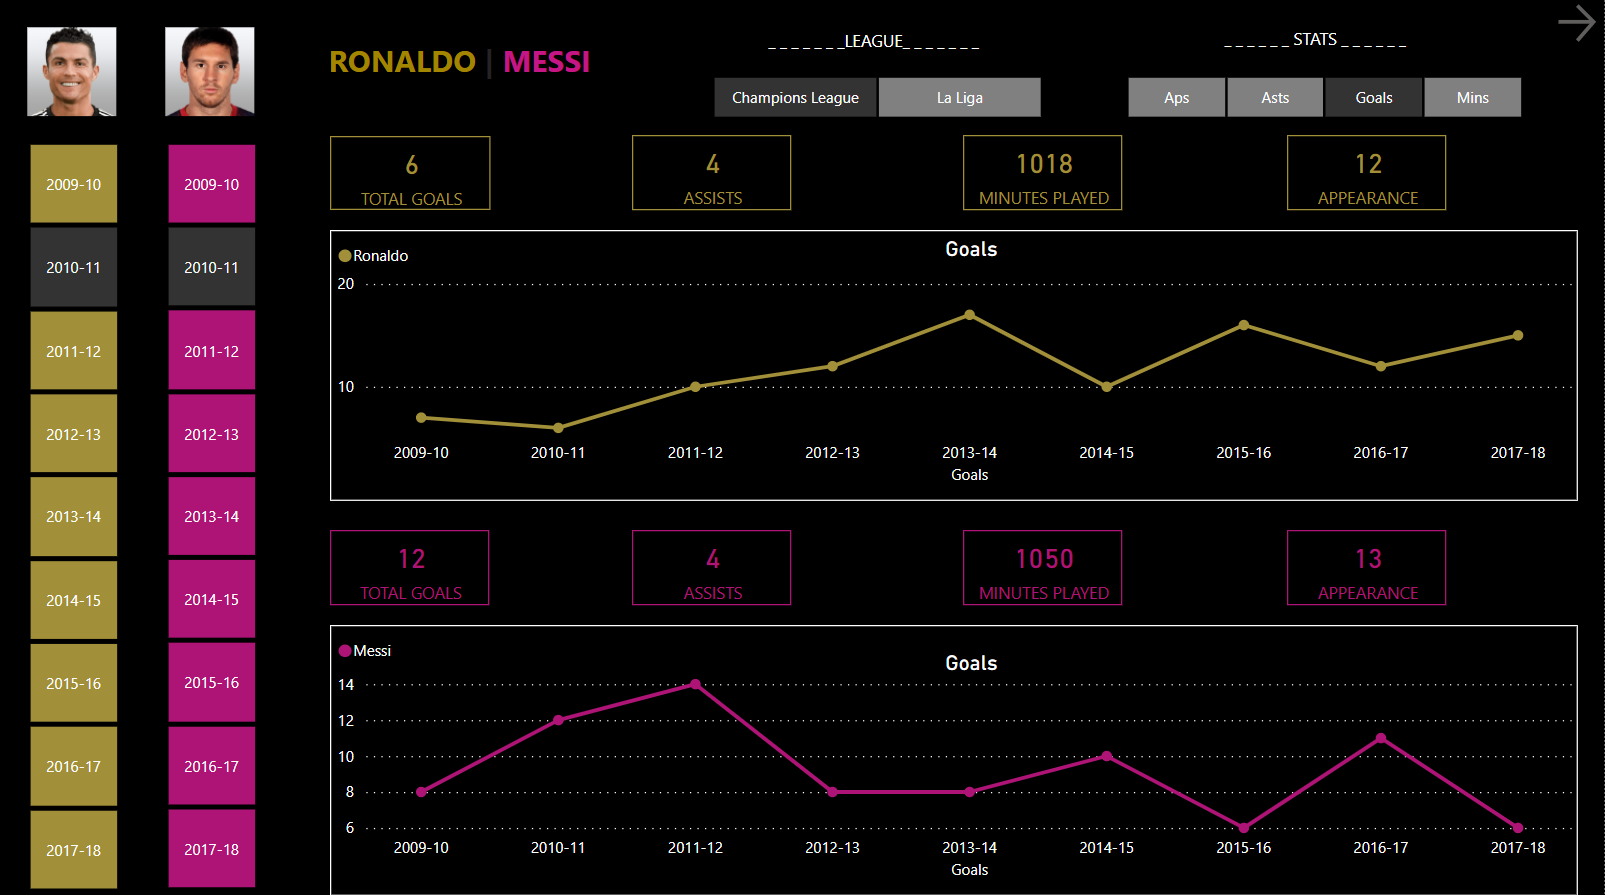 RONALDO | MESSI
_ _ _ _ _ _ _LEAGUE_ _ _ _ _ _ _
_ _ _ _ _ _ STATS _ _ _ _ _ _
Champions League
La Liga
Aps
Asts
Goals
Mins
2009-10
2010-11
2011-12
2012-13
2013-14
2014-15
2015-16
2016-17
2017-18
2009-10
2010-11
2011-12
2012-13
2013-14
2014-15
2015-16
2016-17
2017-18
6
TOTAL GOALS
4
ASSISTS
1018
MINUTES PLAYED
12
APPEARANCE
Goals
Ronaldo
20
10
2009-10 2010-11 2011-12 2012-13 2013-14 2014-15 2015-16 2016-17 2017-18
Goals
12
TOTAL GOALS
4
ASSISTS
1050
MINUTES PLAYED
13
APPEARANCE
Messi
Goals
14
12
10
8
6
2009-10 2010-11 2011-12 2012-13 2013-14 2014-15 2015-16 2016-17 2017-18
Goals